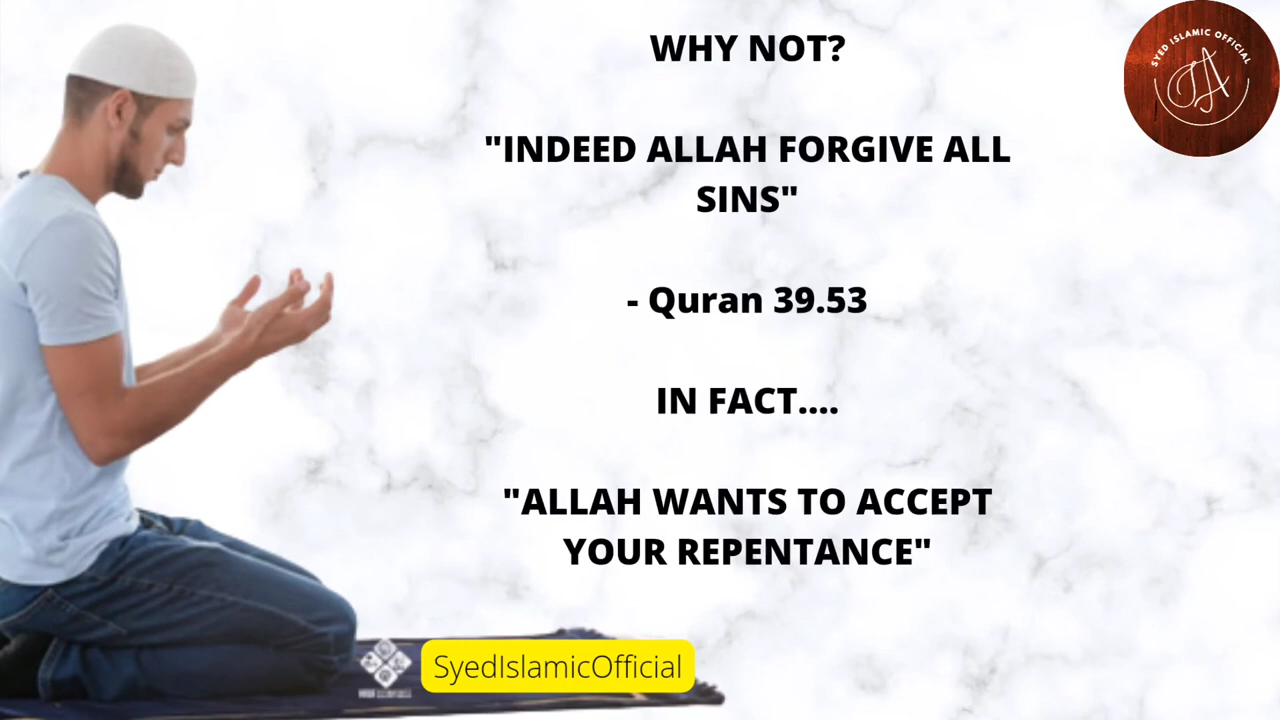 WHY NOT?
"INDEED ALLAH FORGIVE ALL
SINS"
- Quran 39.53
IN FACT....
"ALLAH WANTS TO ACCEPT
YOUR REPENTANCE"
SYED ISLAMIC OFFICIAL
SyedIslamicOfficial